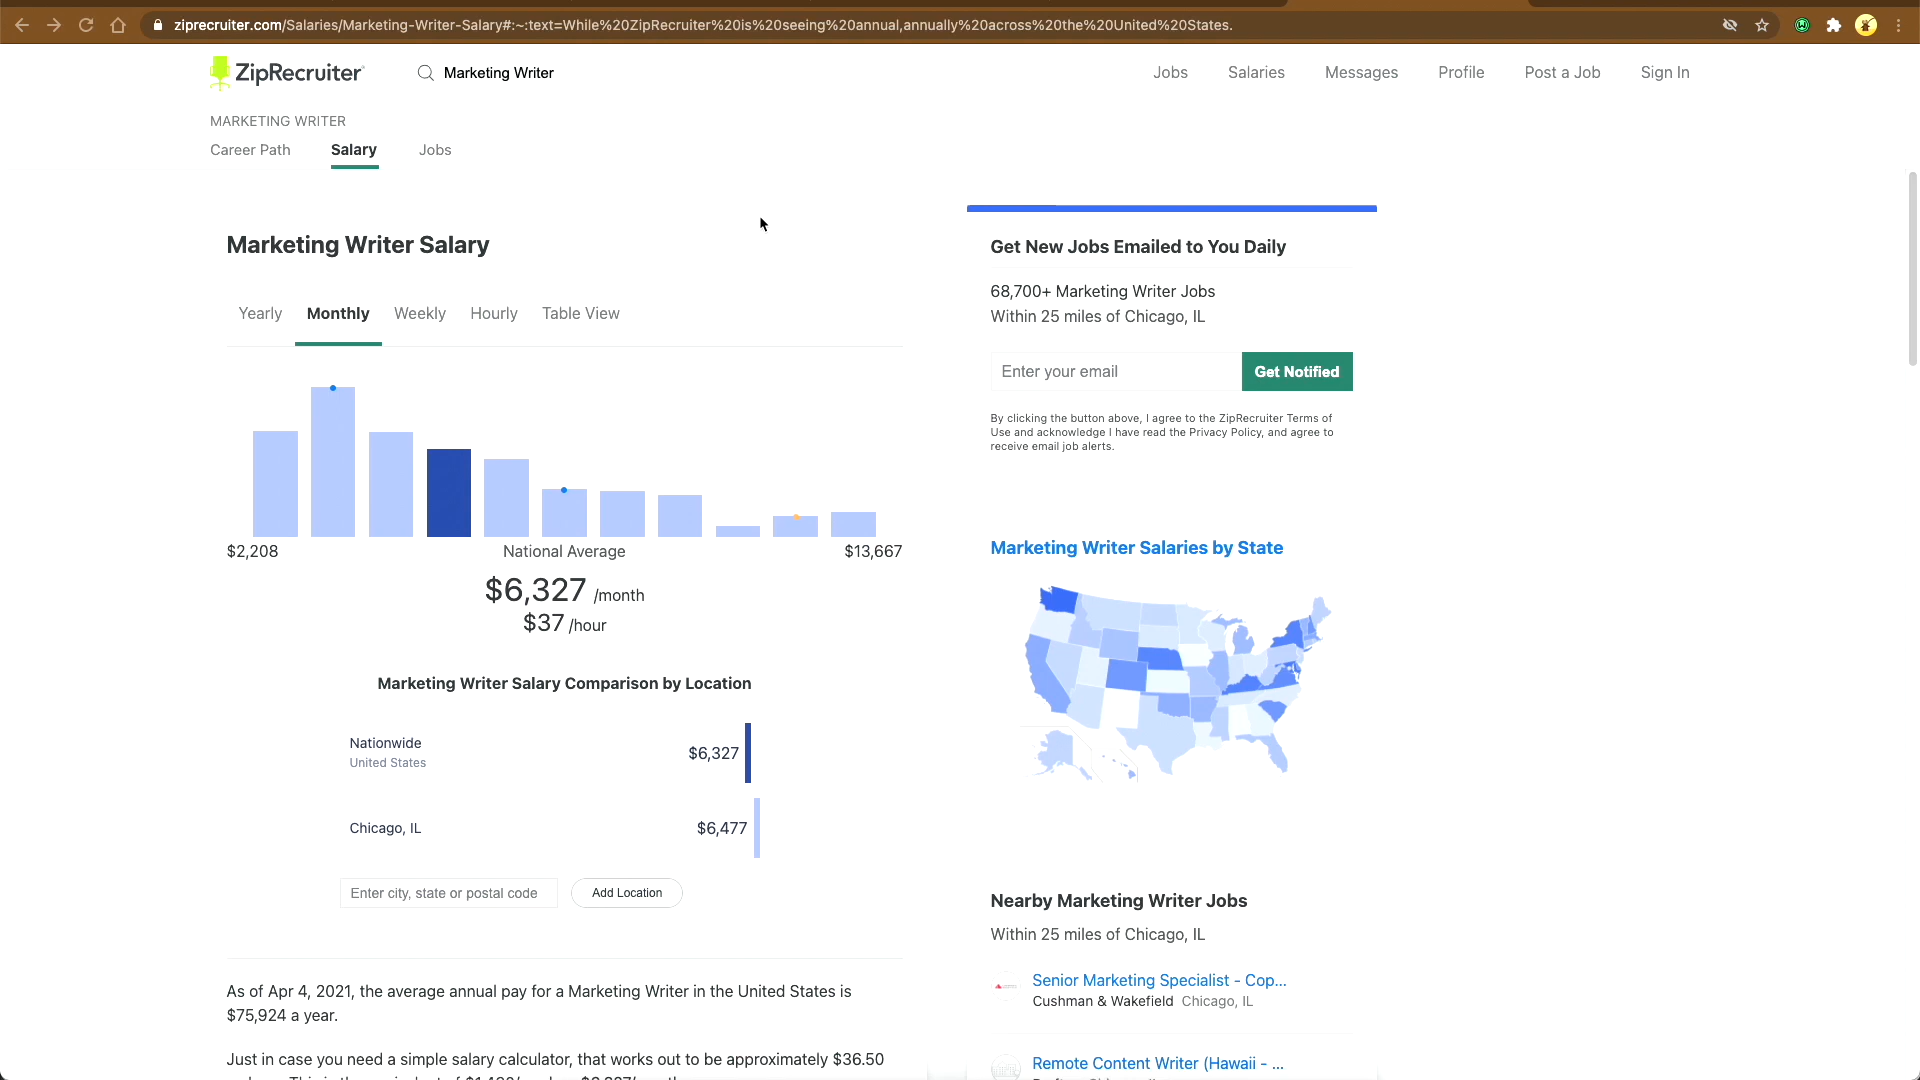 ziprecruiter.com/Salaries/Marketing-Writer-Salary#:~:text=While%20ZipRecruiter%20is%20seeing%20annual,annually%20across%20the%20United%20States.
ZipRecruiter
Marketing Writer
Jobs
Salaries
Messages
Profile
Post a Job
Sign In
MARKETING WRITER
Career Path
Salary
Jobs
Marketing Writer Salary
Yearly
Monthly
Weekly
Hourly
Table View
$2,208
National Average
$13,667
$6,327 /month
$37 /hour
Marketing Writer Salary Comparison by Location
Nationwide
United States
$6,327
Chicago, IL
$6,477
Enter city, state or postal code
Add Location
As of Apr 4, 2021, the average annual pay for a Marketing Writer in the United States is
$75,924 a year.
Just in case you need a simple salary calculator, that works out to be approximately $36.50
Get New Jobs Emailed to You Daily
68,700+ Marketing Writer Jobs
Within 25 miles of Chicago, IL
Enter your email
Get Notified
By clicking the button above, I agree to the ZipRecruiter Terms of
Use and acknowledge I have read the Privacy Policy, and agree to
receive email job alerts.
Marketing Writer Salaries by State
Nearby Marketing Writer Jobs
Within 25 miles of Chicago, IL
Senior Marketing Specialist - Cop...
Cushman & Wakefield Chicago, IL
Remote Content Writer (Hawaii - ...